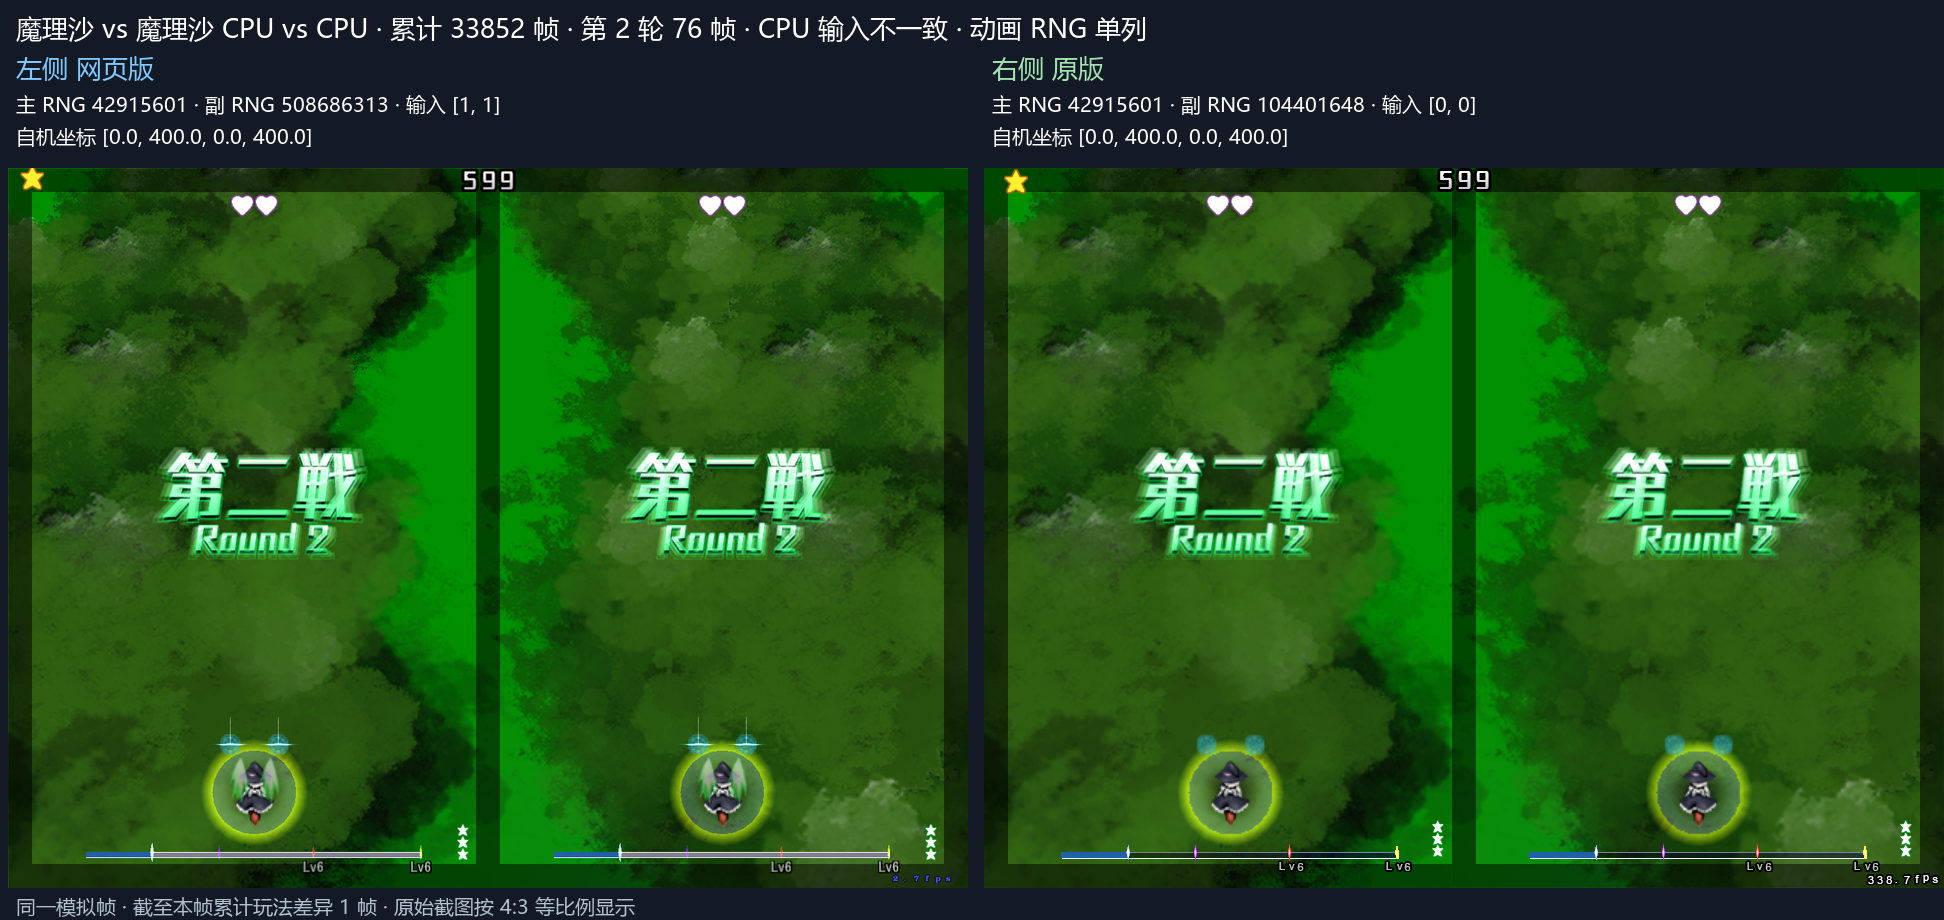 魔理沙 vs 魔理沙 CPU vs CPU · 累计 33852 帧 · 第 2 轮 76 帧 · CPU 输入不一致 · 动画 RNG 单列
左侧 网页版
主 RNG 42915601 · 副 RNG 508686313 · 输入 [1, 1]
自机坐标 [0.0, 400.0, 0.0, 400.0]
599
第二戦
Round 2
第二戦
Round 2
Lv6
Lv6
Lv6
Lv6
2.7fps
右侧 原版
主 RNG 42915601 · 副 RNG 104401648 · 输入 [0, 0]
自机坐标 [0.0, 400.0, 0.0, 400.0]
599
第二戦
Round 2
第二戦
Round 2
Lv6
Lv6
Lv6
Lv6
338.7fps
同一模拟帧 · 截至本帧累计玩法差异 1 帧 · 原始截图按 4:3 等比例显示